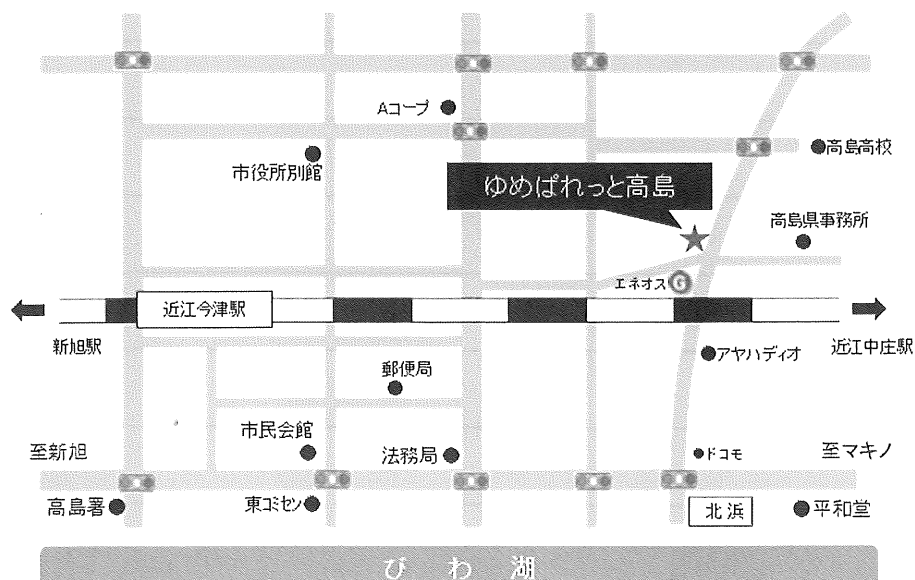 Aコープ
高島高校
市役所別館
ゆめぱれっと高島
高島県事務所
エネオス
G
近江今津駅
新旭駅
近江中庄駅
アヤハディオ
郵便局
市民会館
至新旭
法務局
ドコモ
至マキノ
高島署
東コミセン
北浜
平和堂
びわ湖